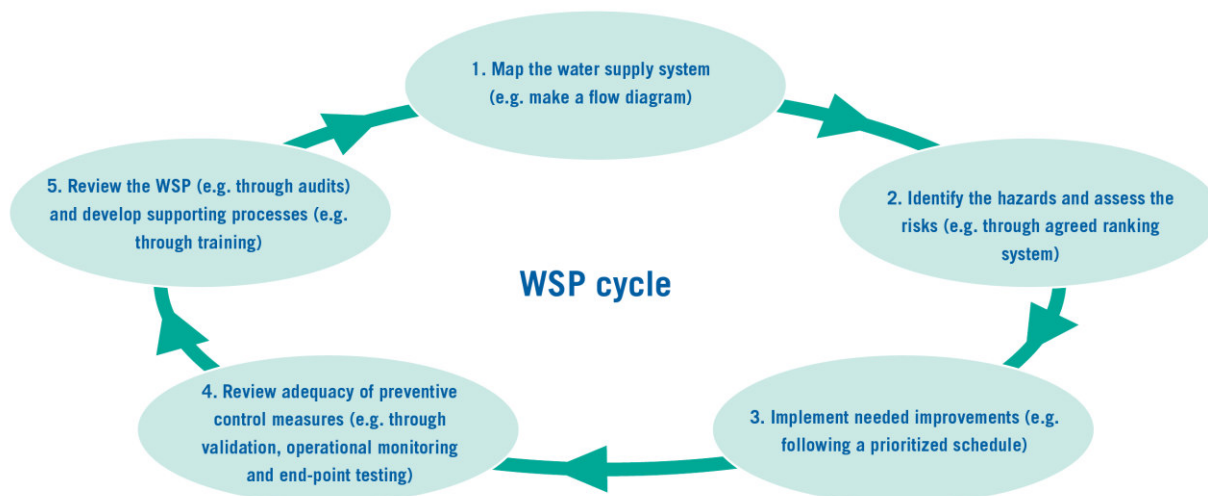 1. Map the water supply system
(e.g. make a flow diagram)
2. Identify the hazards and assess the
risks (e.g. through agreed ranking
system)
3. Implement needed improvements (e.g.
following a prioritized schedule)
4. Review adequacy of preventive
control measures (e.g. through
validation, operational monitoring
and end-point testing)
5. Review the WSP (e.g. through audits)
and develop supporting processes (e.g.
through training)
WSP cycle